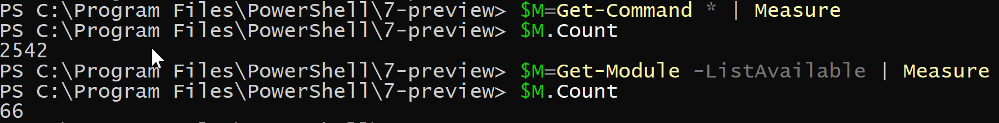 PS C:\Program Files\PowerShell\7-preview> $M=Get-Command * | Measure
PS C:\Program Files\PowerShell\7-preview> $M.Count
2542
PS C:\Program Files\PowerShell\7-preview> $M=Get-Module -ListAvailable | Measure
PS C:\Program Files\PowerShell\7-preview> $M.Count
66